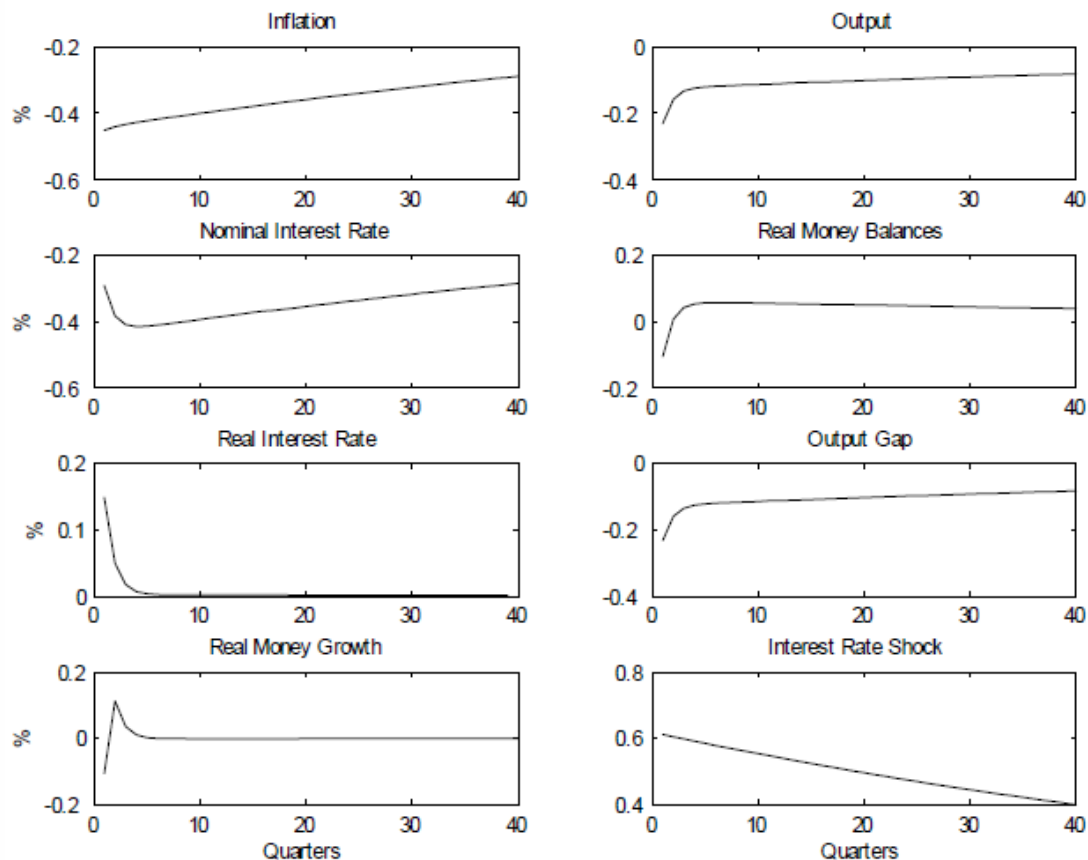 Inflation
Output
-0.2
-0.4
-0.6
%
0 10 20 30 40
0
-0.2
-0.4
0 10 20 30 40
Nominal Interest Rate
Real Money Balances
-0.2
-0.4
-0.6
%
0 10 20 30 40
0.2
0
-0.2
0 10 20 30 40
Real Interest Rate
Output Gap
0.2
0.1
0
%
0 10 20 30 40
0
-0.2
-0.4
0 10 20 30 40
Real Money Growth
Interest Rate Shock
0.2
0
-0.2
%
0 10 20 30 40
Quarters
0.8
0.6
0.4
0 10 20 30 40
Quarters